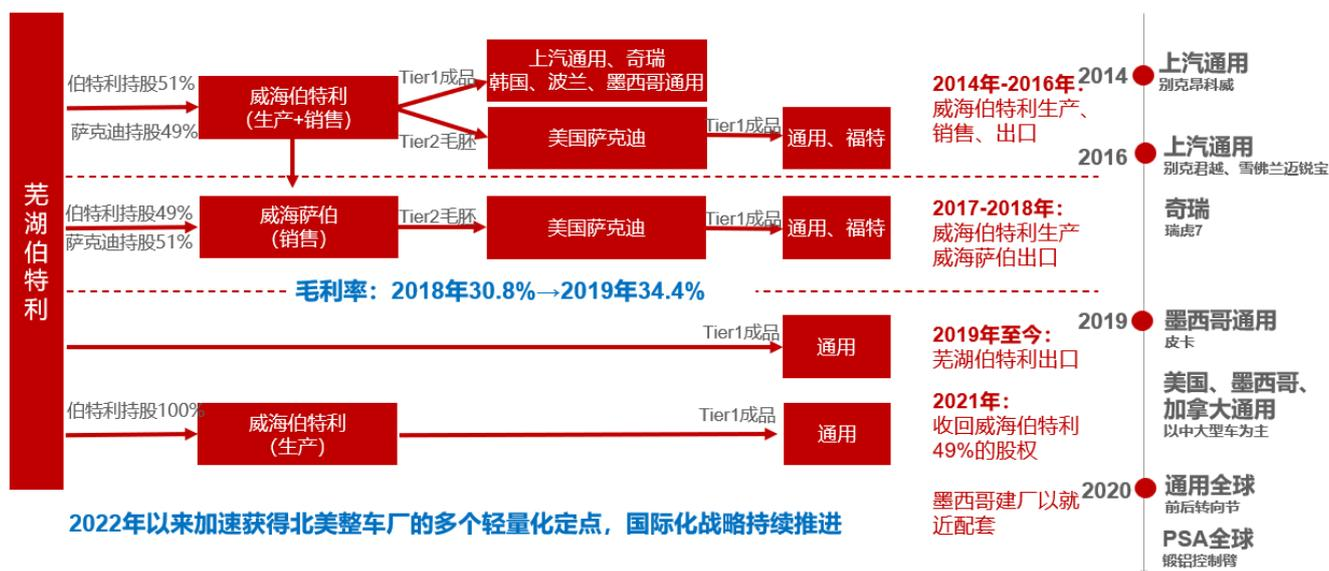 芜湖伯特利
伯特利持股51%
萨克迪持股49%
威海伯特利
(生产+销售)
Tier1成品
Tier2毛胚
上汽通用、奇瑞
韩国、波兰、墨西哥通用
美国萨克迪
Tier1成品
通用、福特
2014年-2016年:
威海伯特利生产、
销售、出口
伯特利持股49%
萨克迪持股51%
威海萨伯
(销售)
Tier2毛胚
美国萨克迪
Tier1成品
通用、福特
2017-2018年:
威海伯特利生产
威海萨伯出口
毛利率：2018年30.8%→2019年34.4%
Tier1成品
通用
2019年至今:
芜湖伯特利出口
伯特利持股100%
威海伯特利
(生产)
Tier1成品
通用
2021年:
收回威海伯特利
49%的股权
墨西哥建厂以就
近配套
2022年以来加速获得北美整车厂的多个轻量化定点，国际化战略持续推进
2014
上汽通用
别克昂科威
2016
上汽通用
别克君越、雪佛兰迈锐宝
奇瑞
瑞虎7
2019
墨西哥通用
皮卡
美国、墨西哥、
加拿大通用
以中大型车为主
2020
通用全球
前后转向节
PSA全球
锻铝控制臂